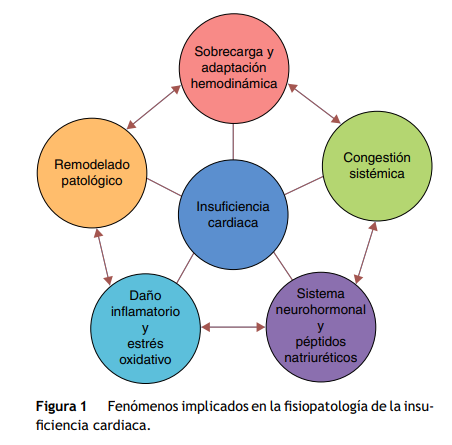 Sobrecarga y
adaptación
hemodinámica
Remodelado
patológico
Congestión
sistémica
Insuficiencia
cardiaca
Daño
inflamatorio
y
estrés
oxidativo
Sistema
neurohormonal
y
péptidos
natriuréticos
Figura 1 Fenómenos implicados en la fisiopatología de la insu-
ficiencia cardiaca.